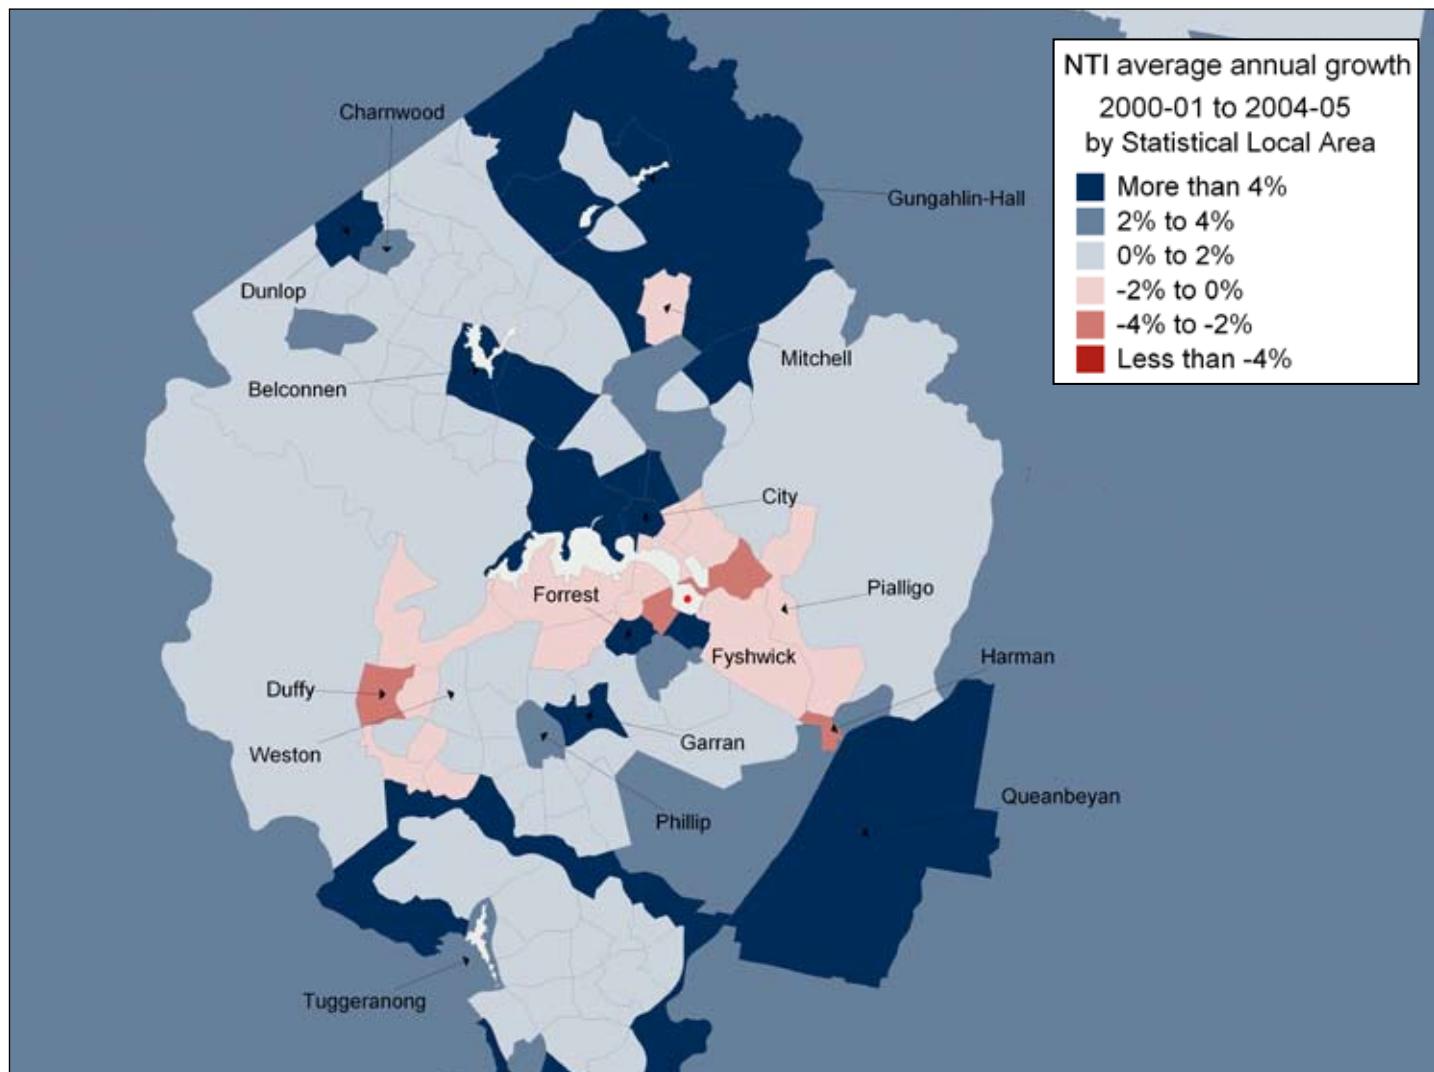 NTI average annual growth
2000-01 to 2004-05
by Statistical Local Area
More than 4%
2% to 4%
0% to 2%
-2% to 0%
-4% to -2%
Less than -4%
Charnwood
Gungahlin-Hall
Dunlop
Mitchell
Belconnen
City
Pialligo
Forrest
Fyshwick
Harman
Duffy
Garran
Weston
Queanbeyan
Phillip
Tuggeranong